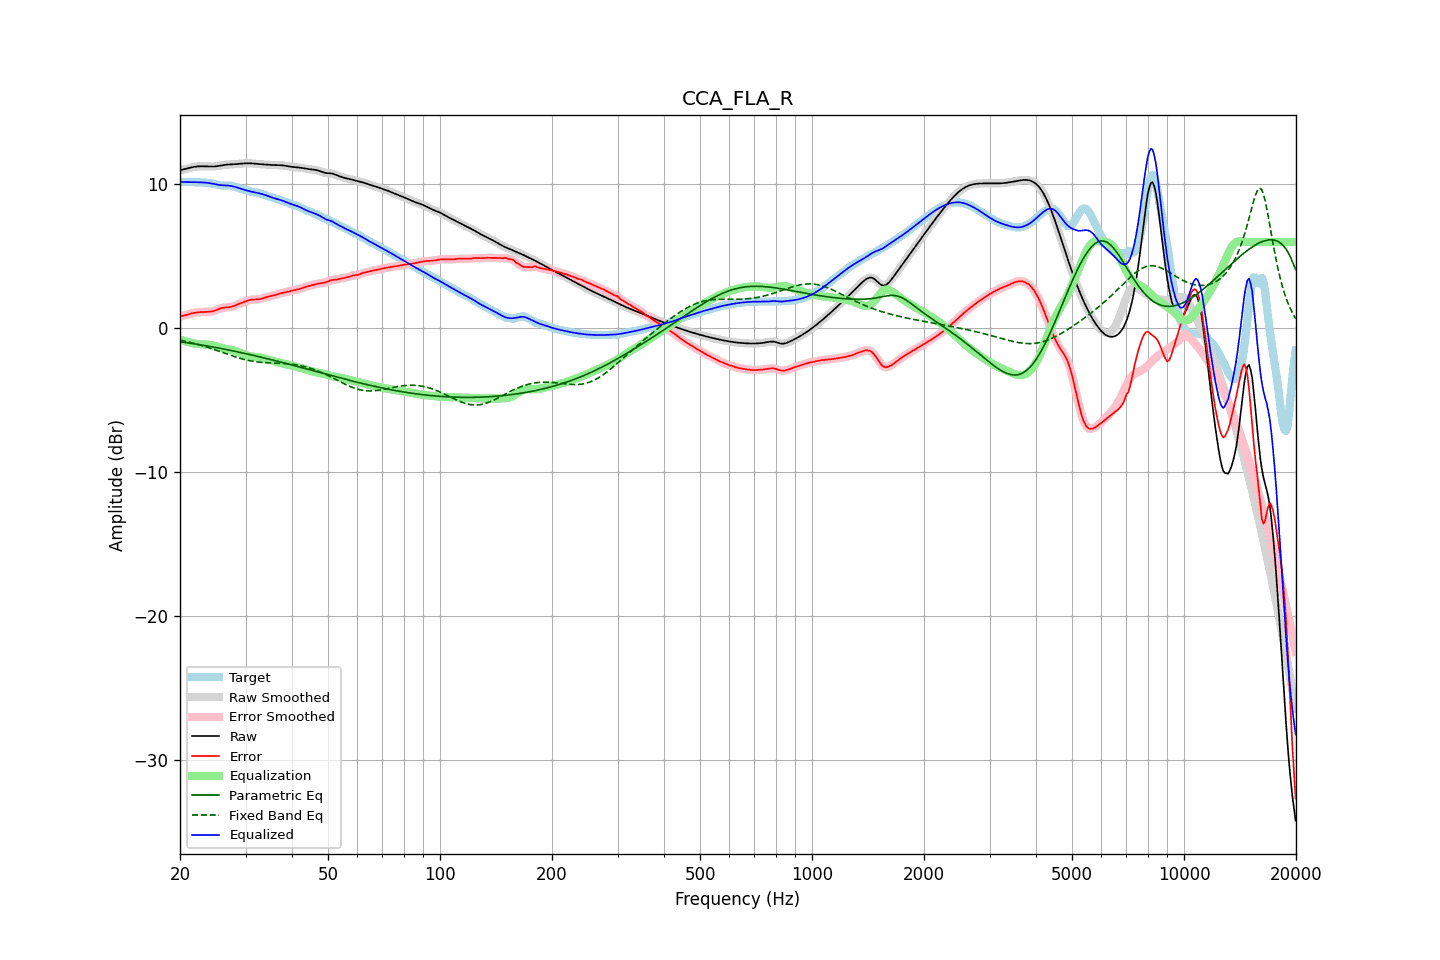 CCA_FLA_R
10
0
−10
−20
−30
Amplitude (dBr)
Target
Raw Smoothed
Error Smoothed
Raw
Error
Equalization
Parametric Eq
Fixed Band Eq
Equalized
20 50 100 200 500 1000 2000 5000 10000 20000
Frequency (Hz)